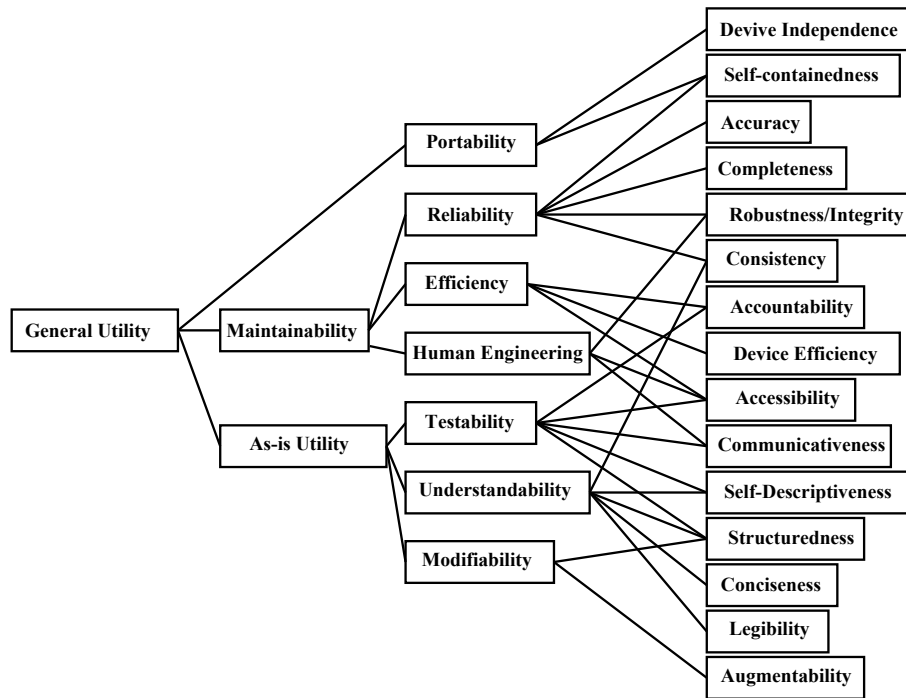 General Utility
Maintainability
As-is Utility
Portability
Reliability
Efficiency
Human Engineering
Testability
Understandability
Modifiability
Devive Independence
Self-containedness
Accuracy
Completeness
Robustness/Integrity
Consistency
Accountability
Device Efficiency
Accessibility
Communicativeness
Self-Descriptiveness
Structuredness
Conciseness
Legibility
Augmentability